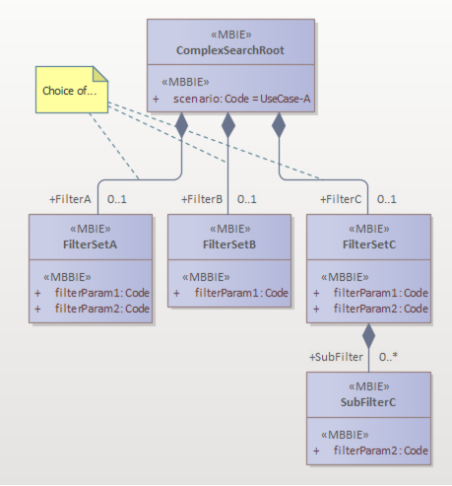 «MBIE»
ComplexSearchRoot
«MBBIE»
+ scenario: Code = UseCase-A
Choice of...
+FilterA 0..1
+FilterB 0..1
+FilterC 0..1
«MBIE»
FilterSetA
«MBBIE»
+ filterParam1: Code
+ filterParam2: Code
«MBIE»
FilterSetB
«MBBIE»
+ filterParam1: Code
«MBIE»
FilterSetC
«MBBIE»
+ filterParam1: Code
+ filterParam2: Code
+SubFilter 0..*
«MBIE»
SubFilterC
«MBBIE»
+ filterParam2: Code